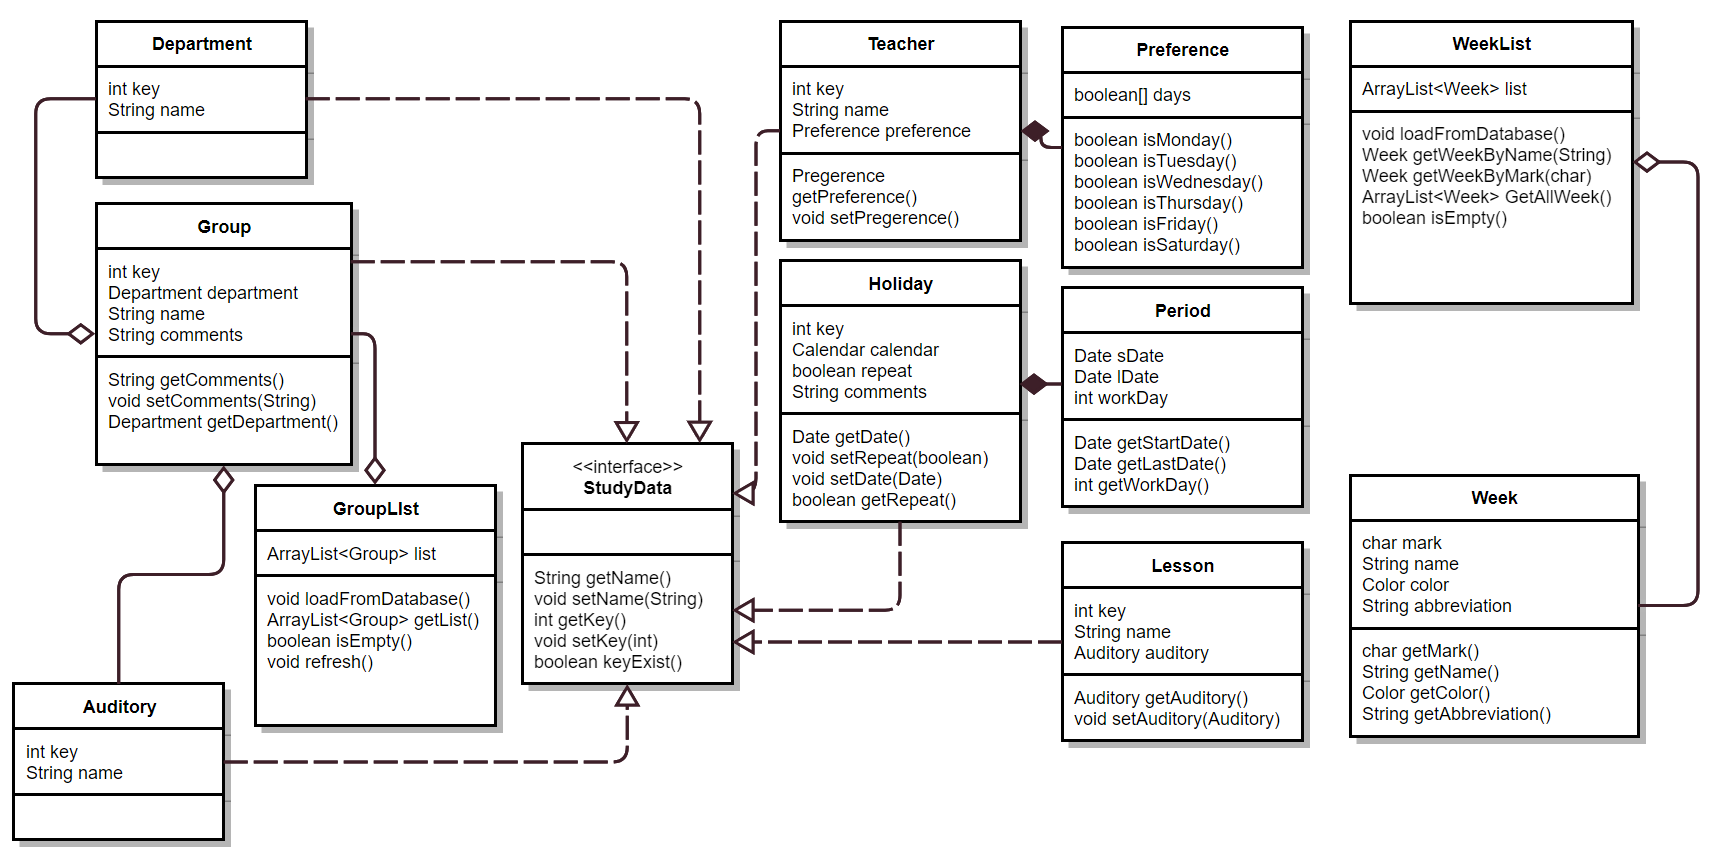 Department
int key
String name
Group
int key
Department department
String name
String comments
String getComments()
void setComments(String)
Department getDepartment()
GroupLIst
ArrayList<Group> list
void loadFromDatabase()
ArrayList<Group> getList()
boolean isEmpty()
void refresh()
Auditory
int key
String name
<<interface>>
StudyData
String getName()
void setName(String)
int getKey()
void setKey(int)
boolean keyExist()
Teacher
int key
String name
Preference preference
Pregerence
getPreference()
void setPregerence()
Preference
boolean[] days
boolean isMonday()
boolean isTuesday()
boolean isWednesday()
boolean isThursday()
boolean isFriday()
boolean isSaturday()
Holiday
int key
Calendar calendar
boolean repeat
String comments
Date getDate()
void setRepeat(boolean)
void setDate(Date)
boolean getRepeat()
Period
Date sDate
Date lDate
int workDay
Date getStartDate()
Date getLastDate()
int getWorkDay()
Lesson
int key
String name
Auditory auditory
Auditory getAuditory()
void setAuditory(Auditory)
WeekList
ArrayList<Week> list
void loadFromDatabase()
Week getWeekByName(String)
Week getWeekByMark(char)
ArrayList<Week> GetAllWeek()
boolean isEmpty()
Week
char mark
String name
Color color
String abbreviation
char getMark()
String getName()
Color getColor()
String getAbbreviation()